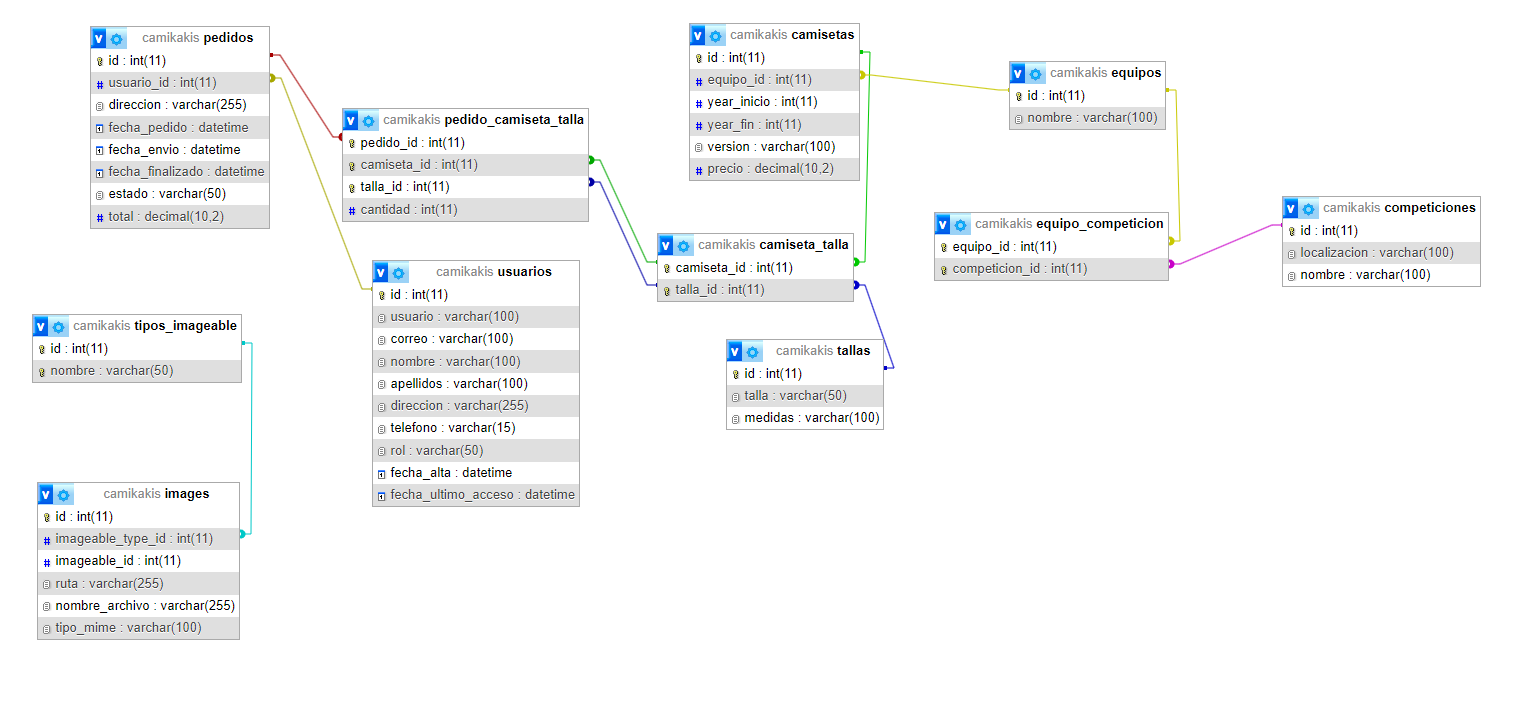 camikakis pedidos
id : int(11)
usuario_id : int(11)
direccion : varchar(255)
fecha_pedido : datetime
fecha_envio : datetime
fecha_finalizado : datetime
estado : varchar(50)
total : decimal(10,2)
camikakis pedido_camiseta_talla
pedido_id : int(11)
camiseta_id : int(11)
talla_id : int(11)
cantidad : int(11)
camikakis usuarios
id : int(11)
usuario : varchar(100)
correo : varchar(100)
nombre : varchar(100)
apellidos : varchar(100)
direccion : varchar(255)
telefono : varchar(15)
rol : varchar(50)
fecha_alta : datetime
fecha_ultimo_acceso : datetime
camikakis tipos_imageable
id : int(11)
nombre : varchar(50)
camikakis images
id : int(11)
imageable_type_id : int(11)
imageable_id : int(11)
ruta : varchar(255)
nombre_archivo : varchar(255)
tipo_mime : varchar(100)
camikakis camisetas
id : int(11)
equipo_id : int(11)
year_inicio : int(11)
year_fin : int(11)
version : varchar(100)
precio : decimal(10,2)
camikakis camiseta_talla
camiseta_id : int(11)
talla_id : int(11)
camikakis tallas
id : int(11)
talla : varchar(50)
medidas : varchar(100)
camikakis equipos
id : int(11)
nombre : varchar(100)
camikakis equipo_competicion
equipo_id : int(11)
competicion_id : int(11)
camikakis competiciones
id : int(11)
localizacion : varchar(100)
nombre : varchar(100)